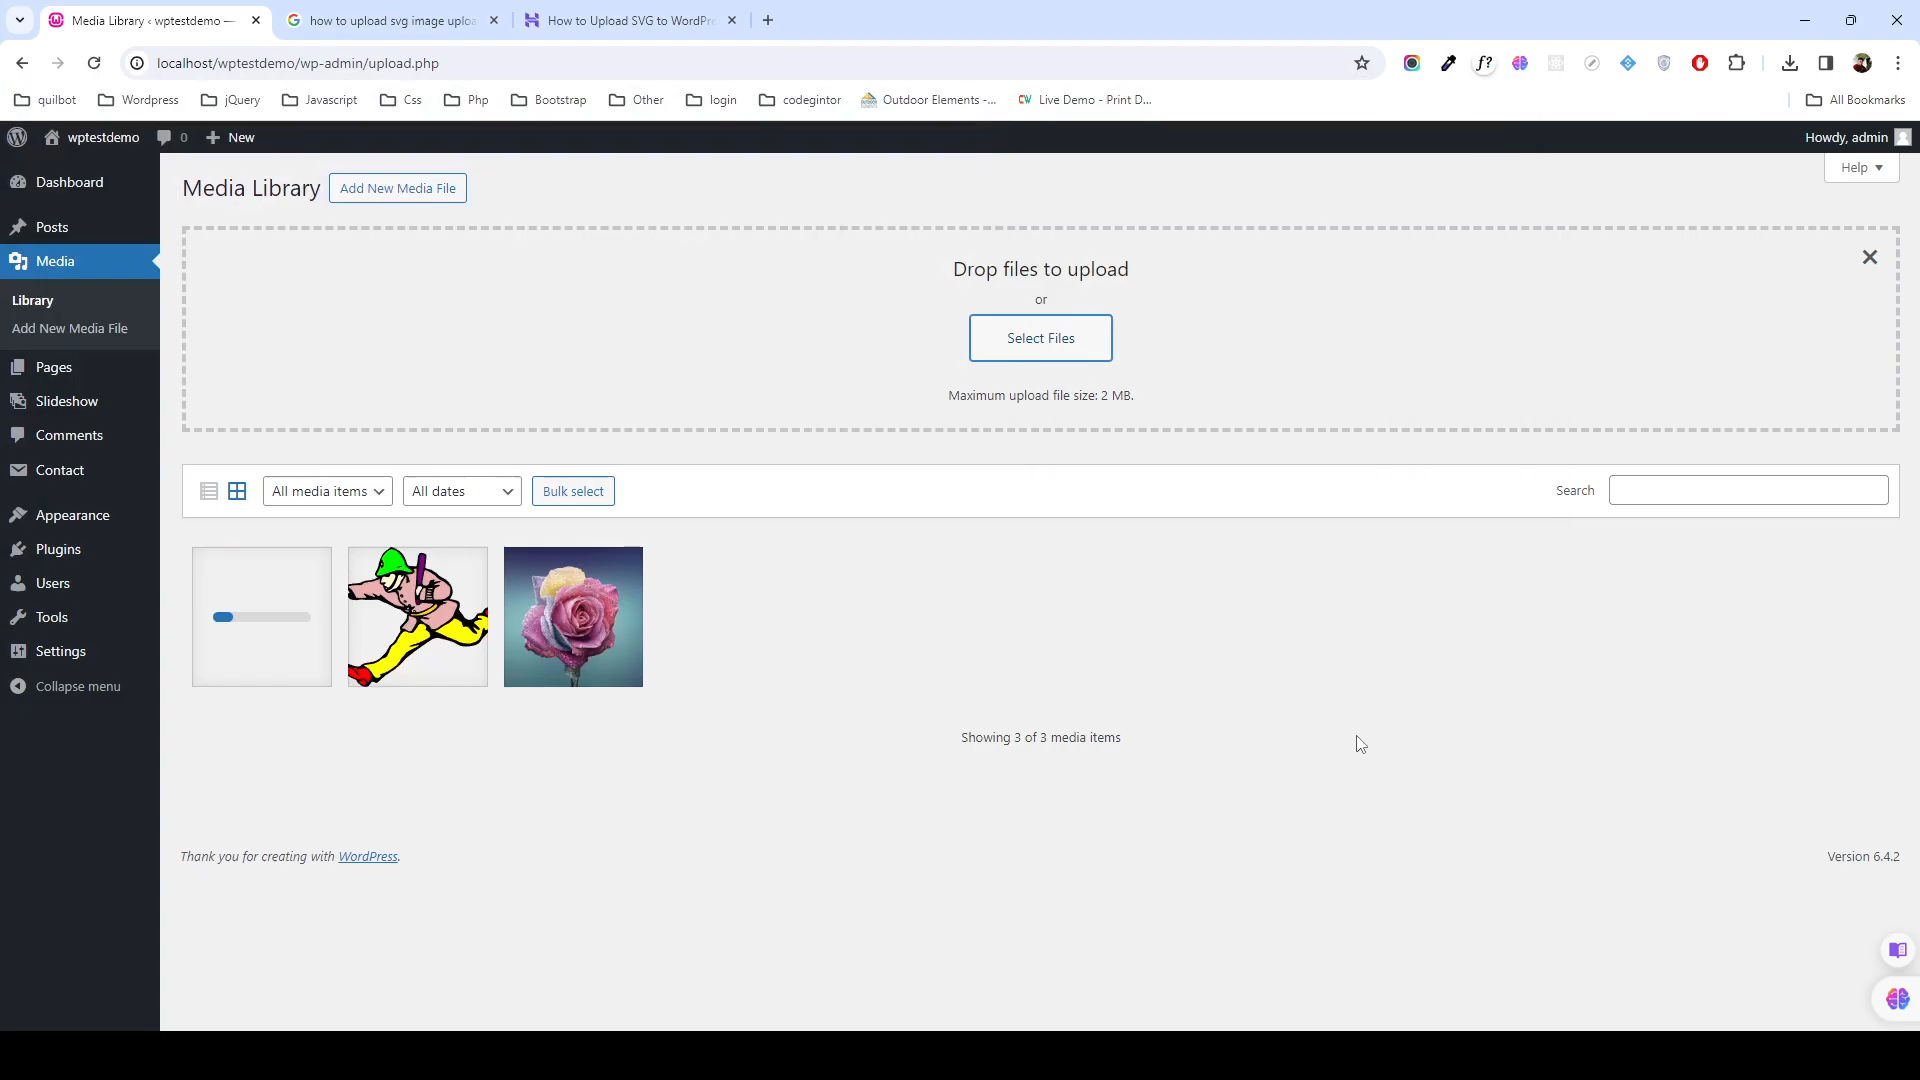 Media Library ‹ wptestdemo —
how to upload svg image uploa
How to Upload SVG to WordPr
localhost/wptestdemo/wp-admin/upload.php
f?
quilbot
Wordpress
jQuery
Javascript
Css
Php
Bootstrap
Other
login
codegintor
Outdoor Elements -...
CW Live Demo - Print D...
All Bookmarks
wptestdemo
0
New
Howdy, admin
Dashboard
Posts
Media
Library
Add New Media File
Pages
Slideshow
Comments
Contact
Appearance
Plugins
Users
Tools
Settings
Collapse menu
Media Library
Add New Media File
Help
Drop files to upload
or
Select Files
Maximum upload file size: 2 MB.
All media items
All dates
Bulk select
Search
Showing 3 of 3 media items
Thank you for creating with WordPress.
Version 6.4.2